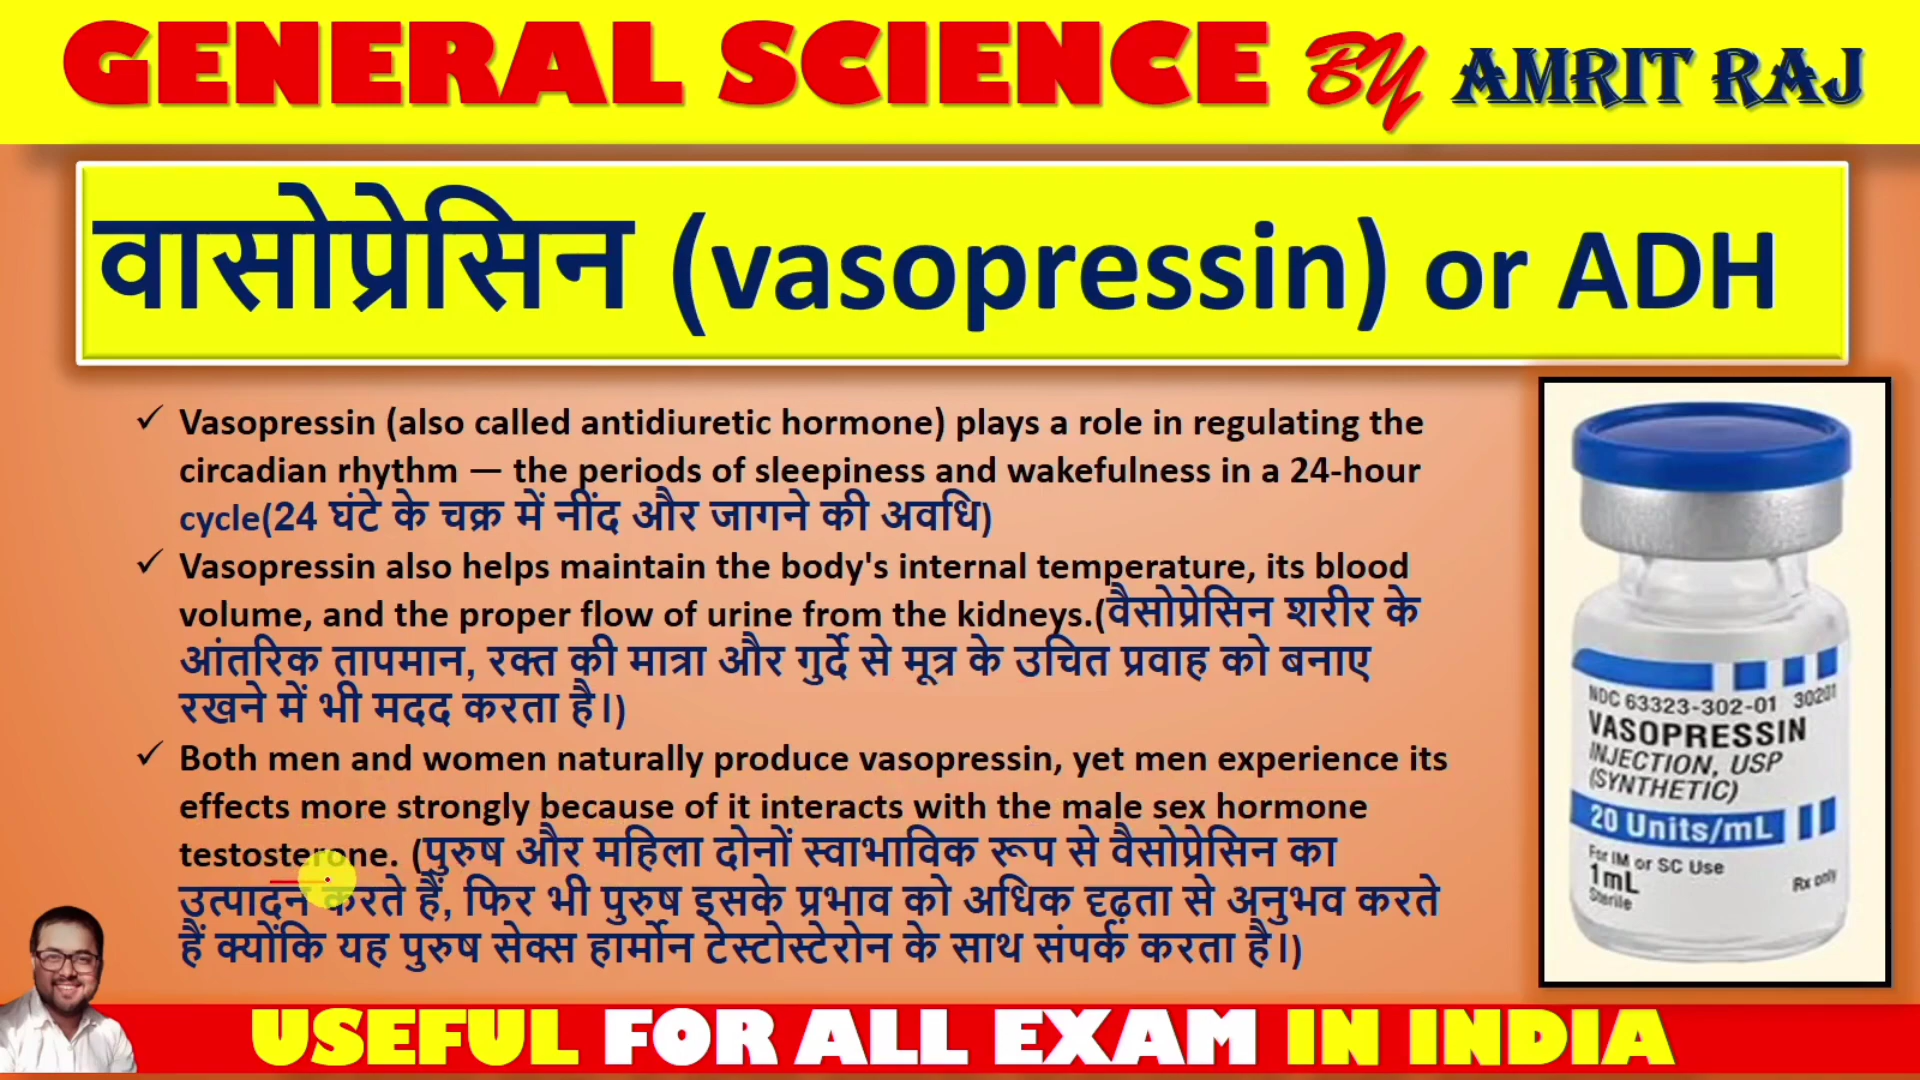 GENERAL SCIENCE BY AMRIT RAJ
वासोप्रेसिन (vasopressin) or ADH
✓ Vasopressin (also called antidiuretic hormone) plays a role in regulating the
circadian rhythm — the periods of sleepiness and wakefulness in a 24-hour
cycle(24 घंटे के चक्र में नींद और जागने की अवधि)
✓ Vasopressin also helps maintain the body's internal temperature, its blood
volume, and the proper flow of urine from the kidneys.(वैसोप्रेसिन शरीर के
आंतरिक तापमान, रक्त की मात्रा और गुर्दे से मूत्र के उचित प्रवाह को बनाए
रखने में भी मदद करता है।)
✓ Both men and women naturally produce vasopressin, yet men experience its
effects more strongly because of it interacts with the male sex hormone
testosterone. (पुरुष और महिला दोनों स्वाभाविक रूप से वैसोप्रेसिन का
उत्पादन करते हैं, फिर भी पुरुष इसके प्रभाव को अधिक दृढ़ता से अनुभव करते
हैं क्योंकि यह पुरुष सेक्स हार्मोन टेस्टोस्टेरोन के साथ संपर्क करता है।)
NDC 63323-302-01 30201
VASOPRESSIN
INJECTION, USP
(SYNTHETIC)
20 Units/mL
For IM or SC Use
1mL Rx only
Sterile
USEFUL FOR ALL EXAM IN INDIA